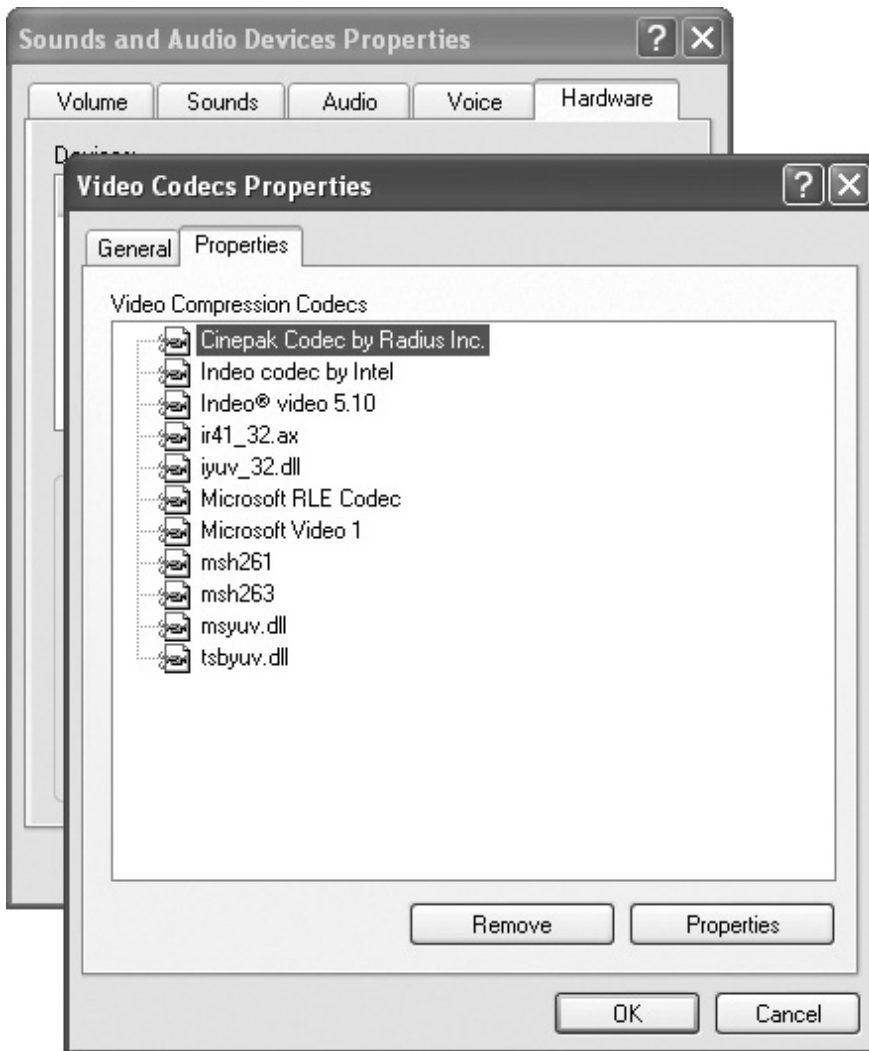 Sounds and Audio Devices Properties
Volume Sounds Audio Voice Hardware
Devices:
Video Codecs Properties
General Properties
Video Compression Codecs
Cinepak Codec by Radius Inc.
Indeo codec by Intel
Indeo® video 5.10
ir41_32.ax
iyuv_32.dll
Microsoft RLE Codec
Microsoft Video 1
msh261
msh263
msyuv.dll
tsbyuv.dll
Remove Properties
OK Cancel